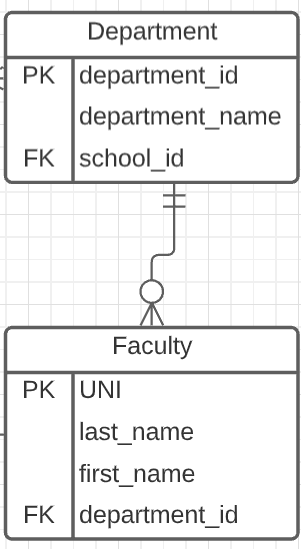 Department
PK department_id
department_name
FK school_id
Faculty
PK UNI
last_name
first_name
FK department_id